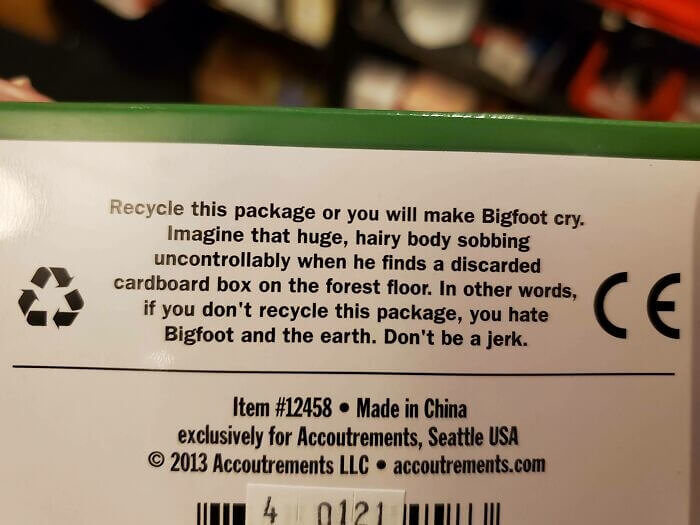 Recycle this package or you will make Bigfoot cry.
Imagine that huge, hairy body sobbing
uncontrollably when he finds a discarded
cardboard box on the forest floor. In other words,
if you don't recycle this package, you hate
Bigfoot and the earth. Don't be a jerk.
CE
Item #12458 • Made in China
exclusively for Accoutrements, Seattle USA
© 2013 Accoutrements LLC • accoutrements.com
4 0121